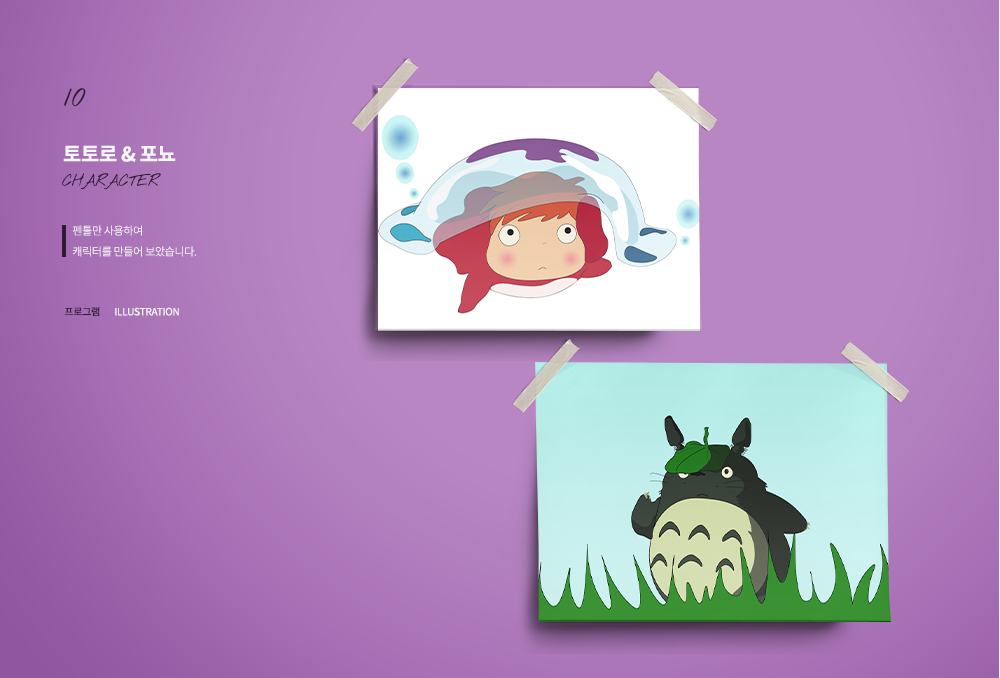 10
토토로 & 포뇨
CHARACTER
펜툴만 사용하여
캐릭터를 만들어 보았습니다.
프로그램 ILLUSTRATION